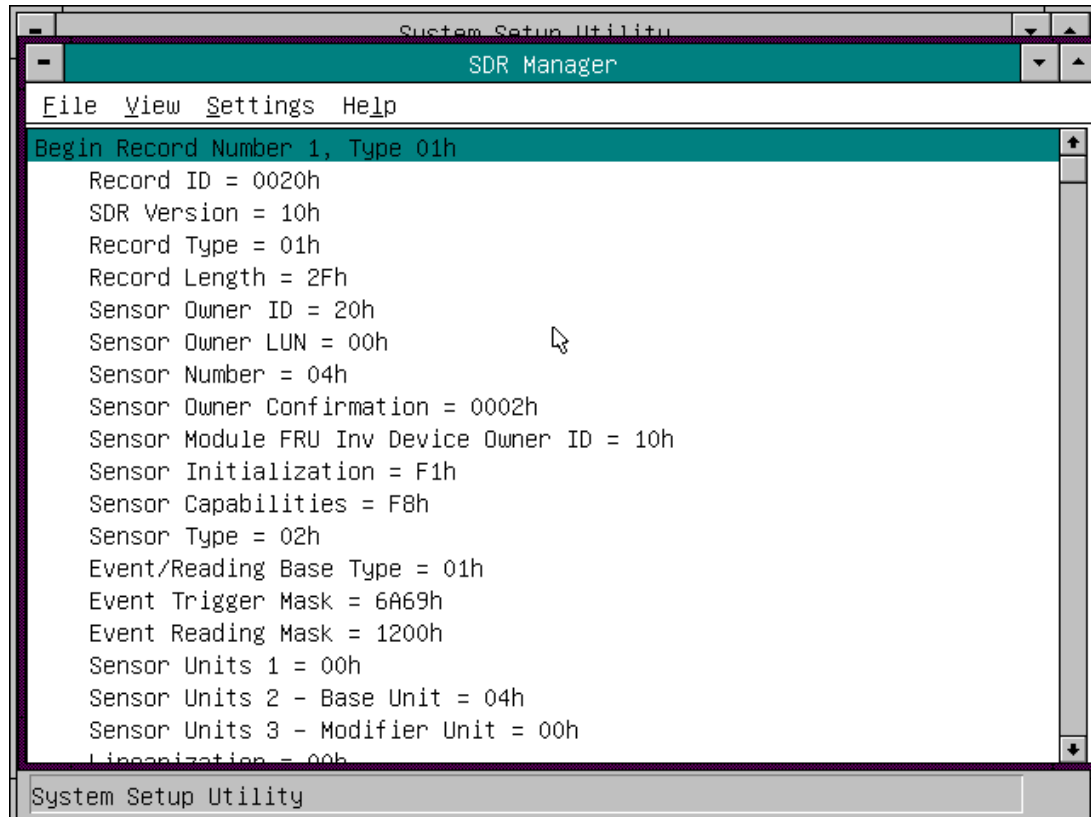 System Setup Utility
SDR Manager
File View Settings Help
Begin Record Number 1, Type 01h
Record ID = 0020h
SDR Version = 10h
Record Type = 01h
Record Length = 2Fh
Sensor Owner ID = 20h
Sensor Owner LUN = 00h
Sensor Number = 04h
Sensor Owner Confirmation = 0002h
Sensor Module FRU Inv Device Owner ID = 10h
Sensor Initialization = F1h
Sensor Capabilities = F8h
Sensor Type = 02h
Event/Reading Base Type = 01h
Event Trigger Mask = 6A69h
Event Reading Mask = 1200h
Sensor Units 1 = 00h
Sensor Units 2 - Base Unit = 04h
Sensor Units 3 - Modifier Unit = 00h
Linearization = 00h
System Setup Utility